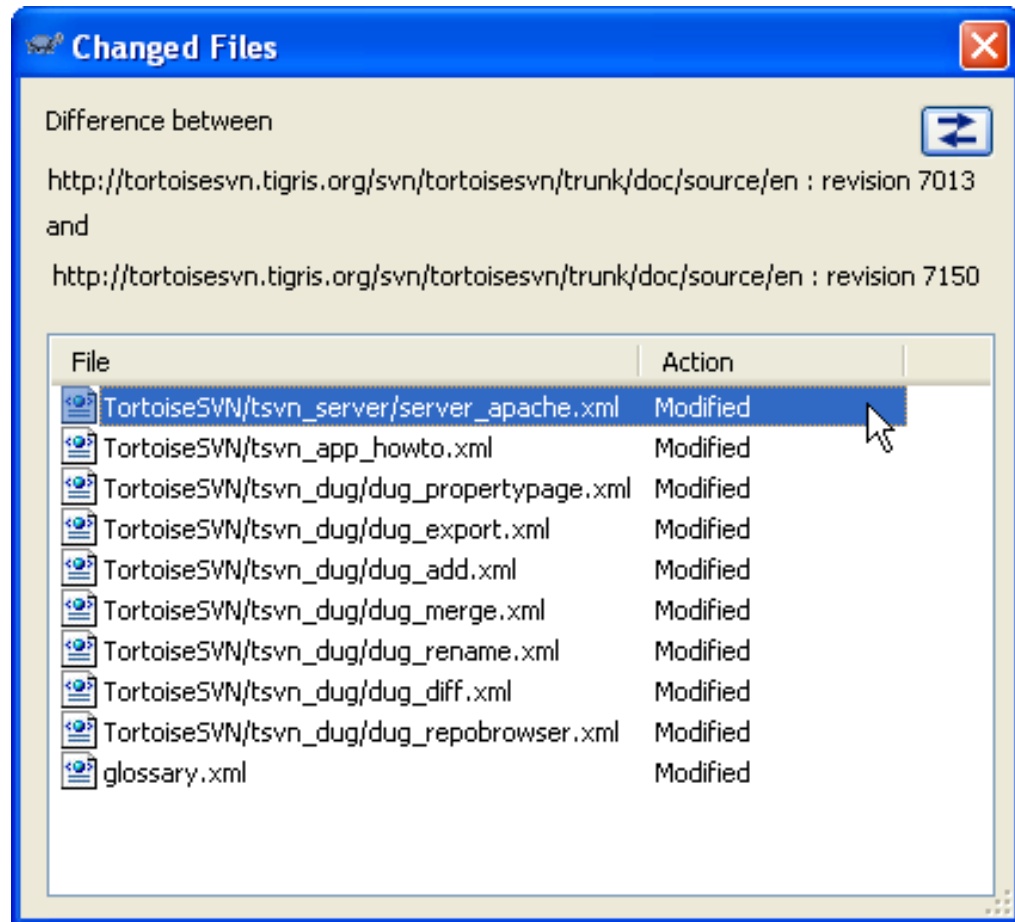 Changed Files
Difference between
http://tortoisesvn.tigris.org/svn/tortoisesvn/trunk/doc/source/en : revision 7013
and
http://tortoisesvn.tigris.org/svn/tortoisesvn/trunk/doc/source/en : revision 7150
File Action
TortoiseSVN/tsvn_server/server_apache.xml Modified
TortoiseSVN/tsvn_app_howto.xml Modified
TortoiseSVN/tsvn_dug/dug_propertypage.xml Modified
TortoiseSVN/tsvn_dug/dug_export.xml Modified
TortoiseSVN/tsvn_dug/dug_add.xml Modified
TortoiseSVN/tsvn_dug/dug_merge.xml Modified
TortoiseSVN/tsvn_dug/dug_rename.xml Modified
TortoiseSVN/tsvn_dug/dug_diff.xml Modified
TortoiseSVN/tsvn_dug/dug_repobrowser.xml Modified
glossary.xml Modified